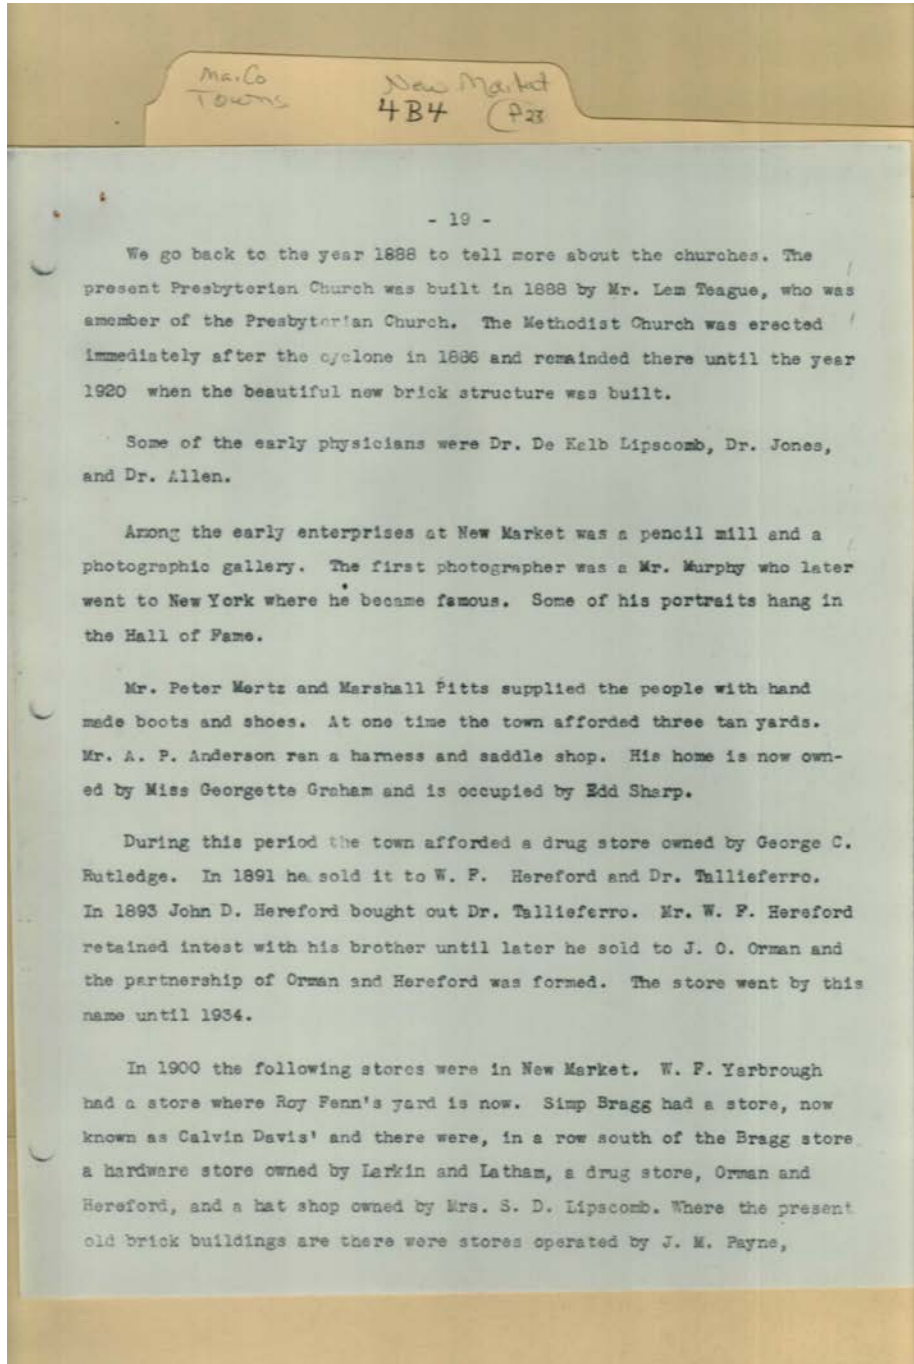 Ma.Co
Towns
New Market
4B4 (P 23
- 19 -
We go back to the year 1888 to tell more about the churches. The
present Presbyterian Church was built in 1888 by Mr. Lem Teague, who was
amember of the Presbyterian Church. The Methodist Church was erected
immediately after the cyclone in 1886 and remainded there until the year
1920 when the beautiful new brick structure was built.
Some of the early physicians were Dr. De Kalb Lipscomb, Dr. Jones,
and Dr. Allen.
Among the early enterprises at New Market was a pencil mill and a
photographic gallery. The first photographer was a Mr. Murphy who later
went to New York where he became famous. Some of his portraits hang in
the Hall of Fame.
Mr. Peter Mertz and Marshall Pitts supplied the people with hand
made boots and shoes. At one time the town afforded three tan yards.
Mr. A. P. Anderson ran a harness and saddle shop. His home is now own-
ed by Miss Georgette Graham and is occupied by Edd Sharp.
During this period the town afforded a drug store owned by George C.
Rutledge. In 1891 he sold it to W. F. Hereford and Dr. Tallieferro.
In 1893 John D. Hereford bought out Dr. Tallieferro. Mr. W. F. Hereford
retained intest with his brother until later he sold to J. O. Orman and
the partnership of Orman and Hereford was formed. The store went by this
name until 1934.
In 1900 the following stores were in New Market. W. F. Yarbrough
had a store where Roy Fenn's yard is now. Simp Bragg had a store, now
known as Calvin Davis' and there were, in a row south of the Bragg store
a hardware store owned by Larkin and Latham, a drug store, Orman and
Hereford, and a hat shop owned by Mrs. S. D. Lipscomb. Where the present
old brick buildings are there were stores operated by J. M. Payne,